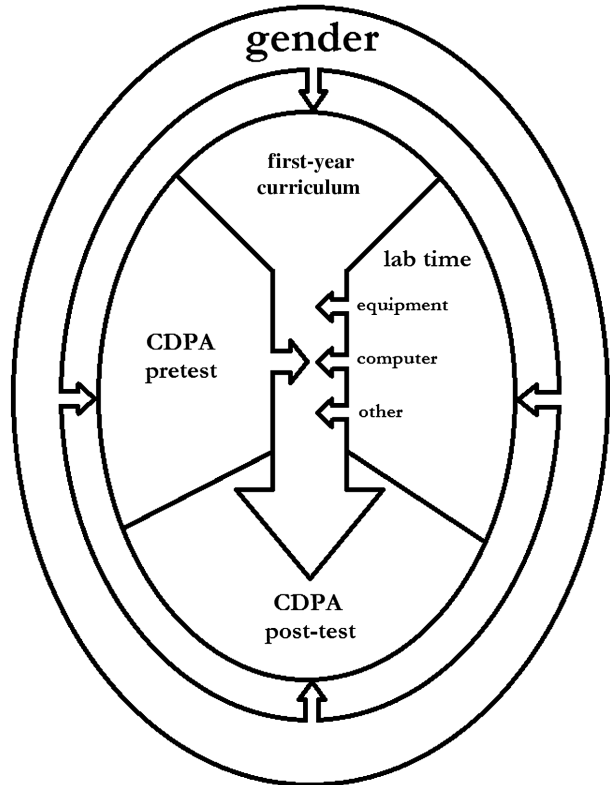 gender
first-year
curriculum
lab time
equipment
CDPA
pretest
computer
other
CDPA
post-test